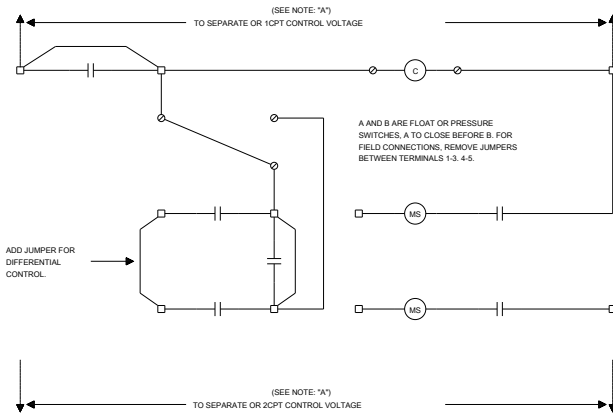 (SEE NOTE: "A")
TO SEPARATE OR 1CPT CONTROL VOLTAGE
C
A AND B ARE FLOAT OR PRESSURE
SWITCHES, A TO CLOSE BEFORE B. FOR
FIELD CONNECTIONS, REMOVE JUMPERS
BETWEEN TERMINALS 1-3. 4-5.
MS
ADD JUMPER FOR
DIFFERENTIAL
CONTROL.
MS
(SEE NOTE: "A")
TO SEPARATE OR 2CPT CONTROL VOLTAGE